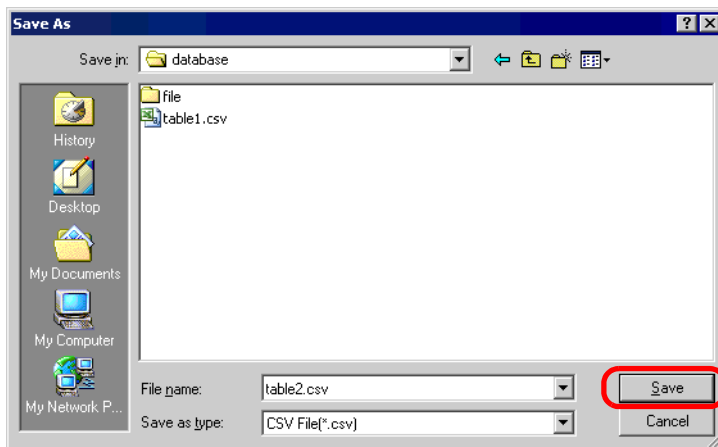 Save As
Save in: database
file
table1.csv
History
Desktop
My Documents
My Computer
My Network P...
File name: table2.csv Save
Save as type: CSV File(*.csv) Cancel